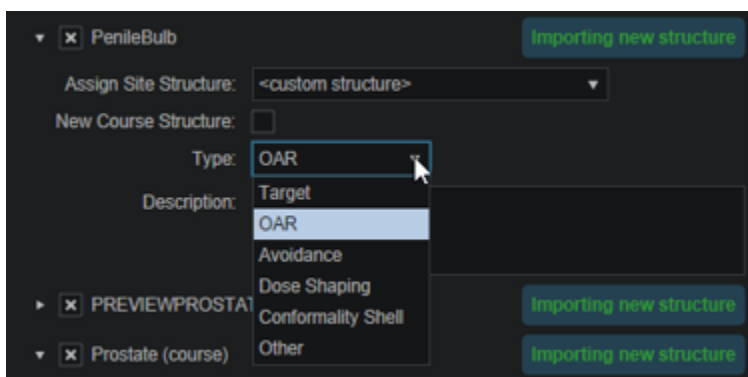 PenileBulb Importing new structure
Assign Site Structure: <custom structure>
New Course Structure:
Type: OAR
Target
Description:
OAR
Avoidance
Dose Shaping
PREVIEWPROSTAT Importing new structure
Conformality Shell
Other
Prostate (course) Importing new structure